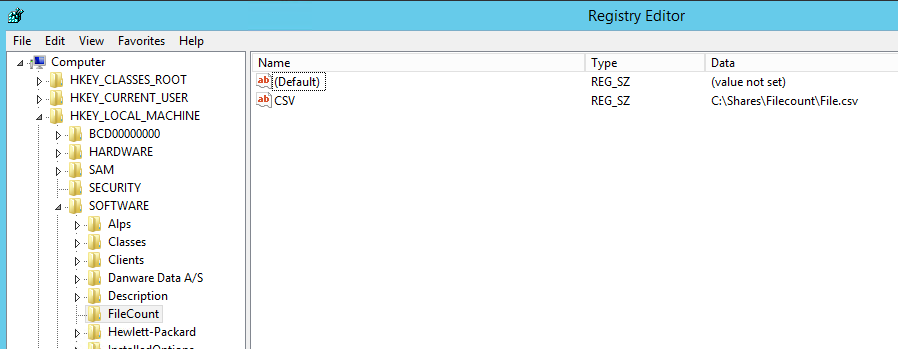 Registry Editor
File Edit View Favorites Help
Computer
HKEY_CLASSES_ROOT
HKEY_CURRENT_USER
HKEY_LOCAL_MACHINE
BCD00000000
HARDWARE
SAM
SECURITY
SOFTWARE
Alps
Classes
Clients
Danware Data A/S
Description
FileCount
Hewlett-Packard
InstalledOptions
Name Type Data
ab (Default) REG_SZ (value not set)
ab CSV REG_SZ C:\Shares\Filecount\File.csv